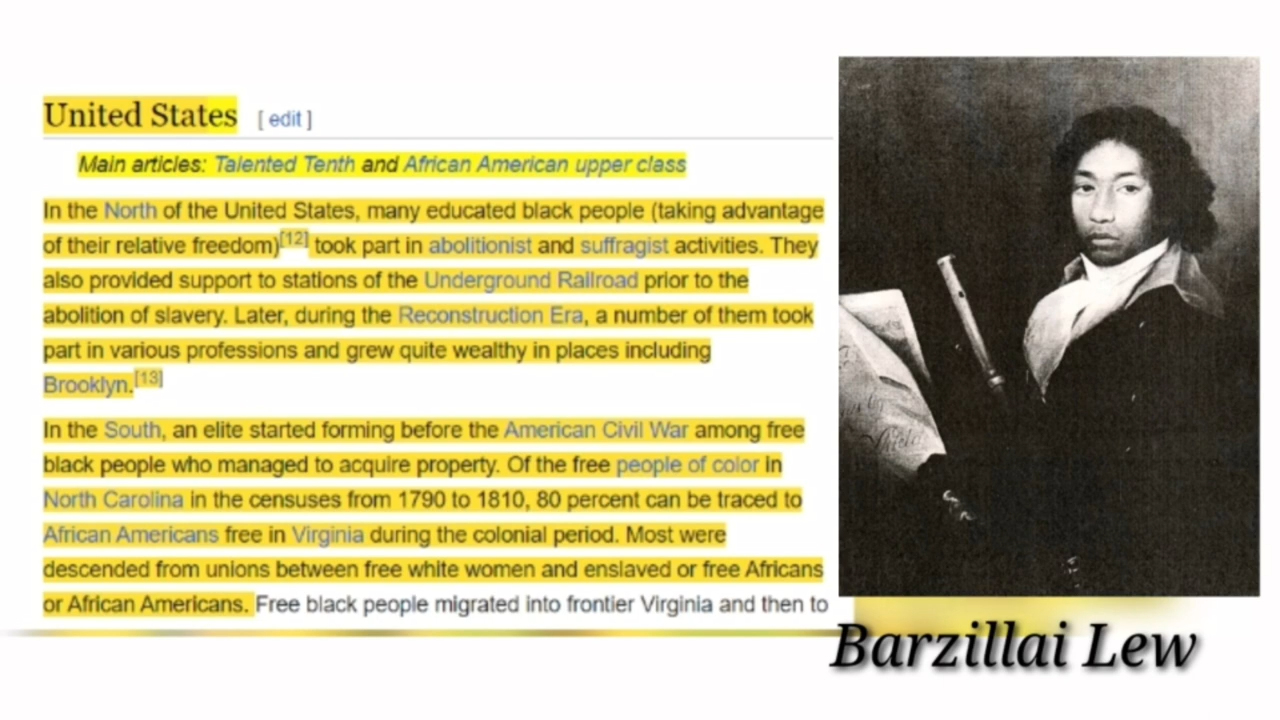 United States [ edit ]
Main articles: Talented Tenth and African American upper class
In the North of the United States, many educated black people (taking advantage
of their relative freedom)[12] took part in abolitionist and suffragist activities. They
also provided support to stations of the Underground Railroad prior to the
abolition of slavery. Later, during the Reconstruction Era, a number of them took
part in various professions and grew quite wealthy in places including
Brooklyn.[13]
In the South, an elite started forming before the American Civil War among free
black people who managed to acquire property. Of the free people of color in
North Carolina in the censuses from 1790 to 1810, 80 percent can be traced to
African Americans free in Virginia during the colonial period. Most were
descended from unions between free white women and enslaved or free Africans
or African Americans. Free black people migrated into frontier Virginia and then to
Barzillai Lew